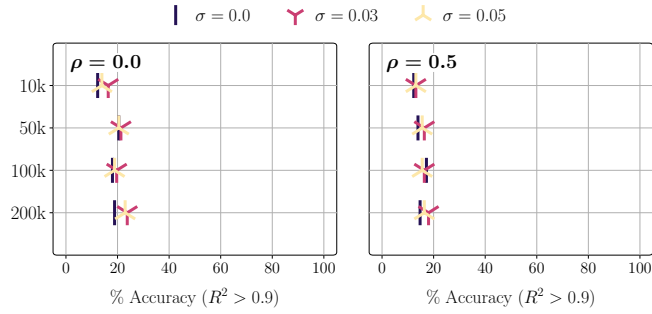 σ = 0.0 σ = 0.03 σ = 0.05
ρ = 0.0 ρ = 0.5
10k
50k
100k
200k
0 20 40 60 80 100 0 20 40 60 80 100
% Accuracy (R² > 0.9) % Accuracy (R² > 0.9)